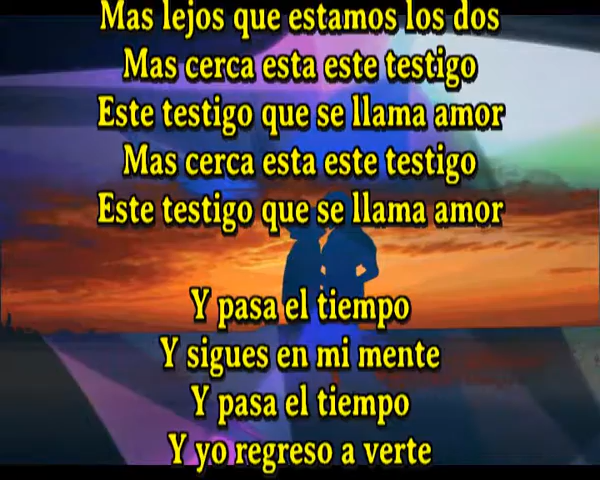 Mas lejos que estamos los dos
Mas cerca esta este testigo
Este testigo que se llama amor
Mas cerca esta este testigo
Este testigo que se llama amor
Y pasa el tiempo
Y sigues en mi mente
Y pasa el tiempo
Y yo regreso a verte